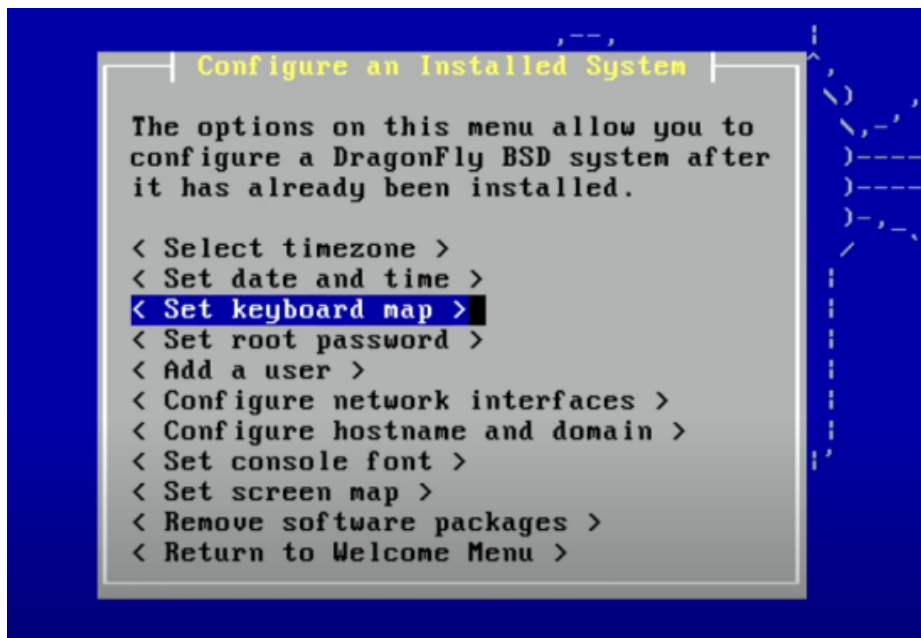 Configure an Installed System
The options on this menu allow you to
configure a DragonFly BSD system after
it has already been installed.
< Select timezone >
< Set date and time >
< Set keyboard map >
< Set root password >
< Add a user >
< Configure network interfaces >
< Configure hostname and domain >
< Set console font >
< Set screen map >
< Remove software packages >
< Return to Welcome Menu >